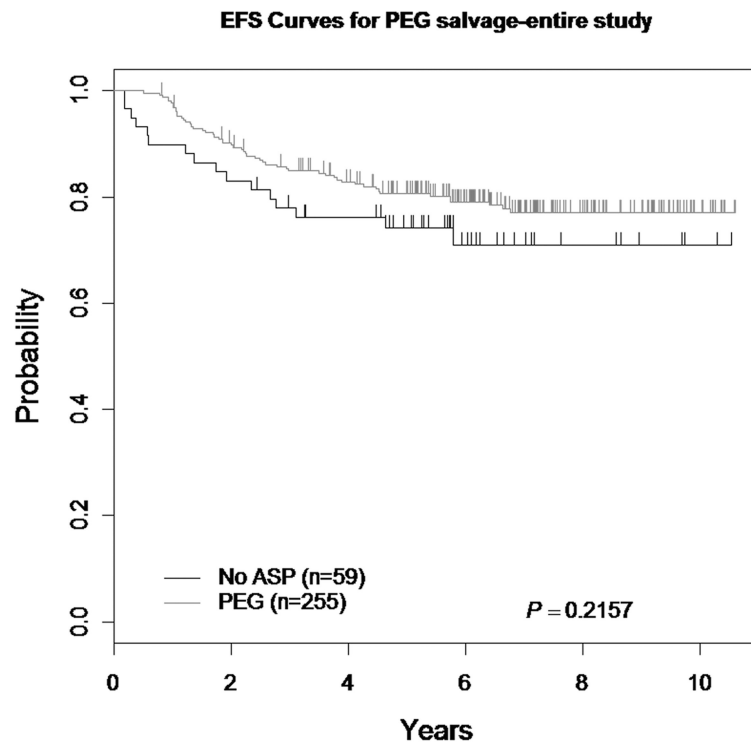 EFS Curves for PEG salvage-entire study
1.0
0.8
0.6
0.4
0.2
0.0
Probability
No ASP (n=59)
PEG (n=255)
P = 0.2157
0 2 4 6 8 10
Years